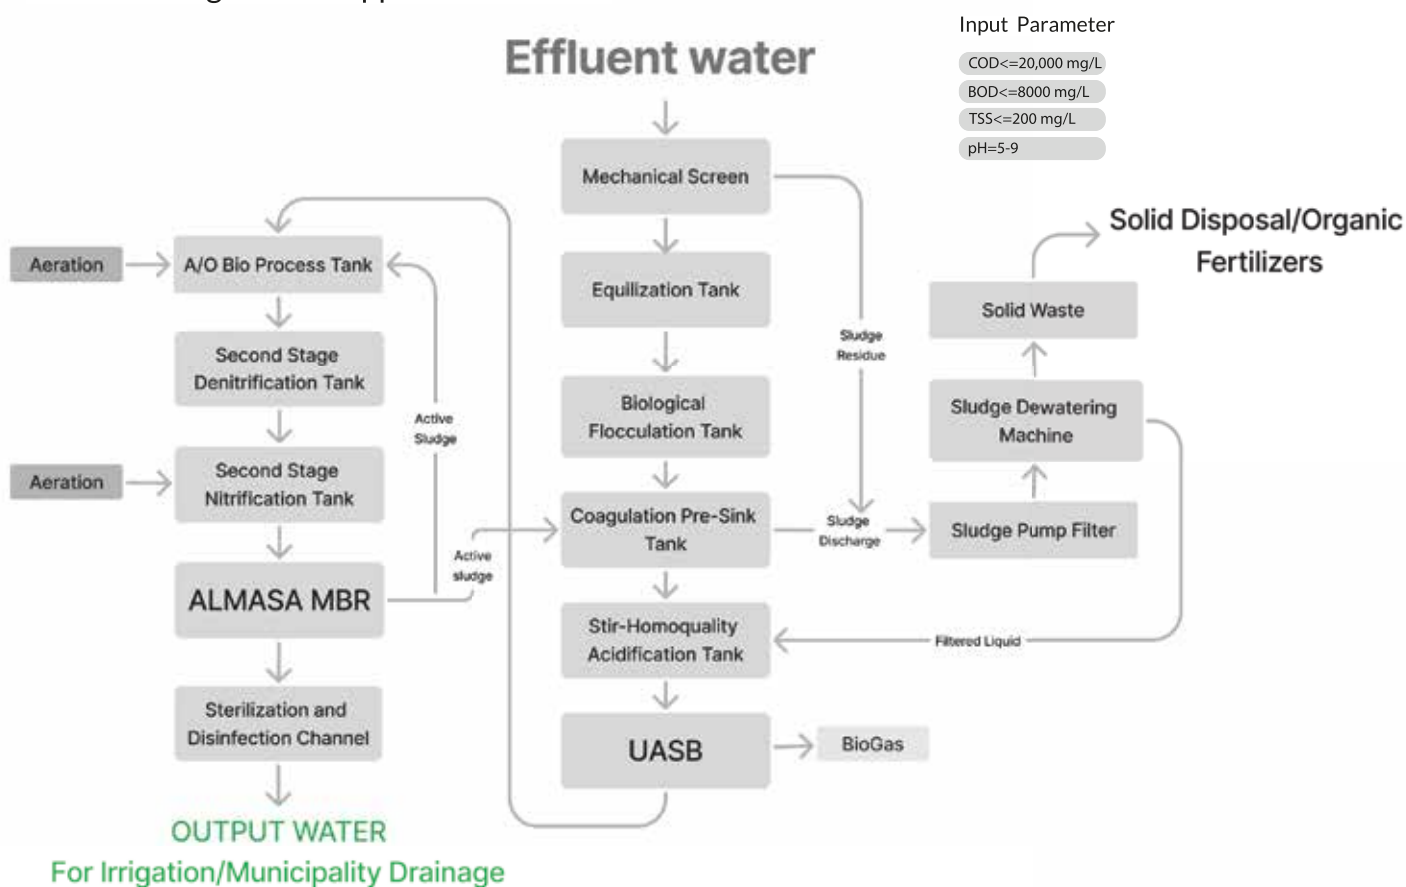 Effluent water
Input Parameter
COD<=20,000 mg/L
BOD<=8000 mg/L
TSS<=200 mg/L
pH=5-9
Mechanical Screen
Equilization Tank
Biological
Flocculation Tank
Coagulation Pre-Sink
Tank
Stir-Homoquality
Acidification Tank
UASB
BioGas
Sludge
Residue
Sludge
Discharge
Sludge Pump Filter
Sludge Dewatering
Machine
Solid Waste
Solid Disposal/Organic
Fertilizers
Filtered Liquid
Aeration
A/O Bio Process Tank
Second Stage
Denitrification Tank
Aeration
Second Stage
Nitrification Tank
Active
Sludge
Active
sludge
ALMASA MBR
Sterilization and
Disinfection Channel
OUTPUT WATER
For Irrigation/Municipality Drainage